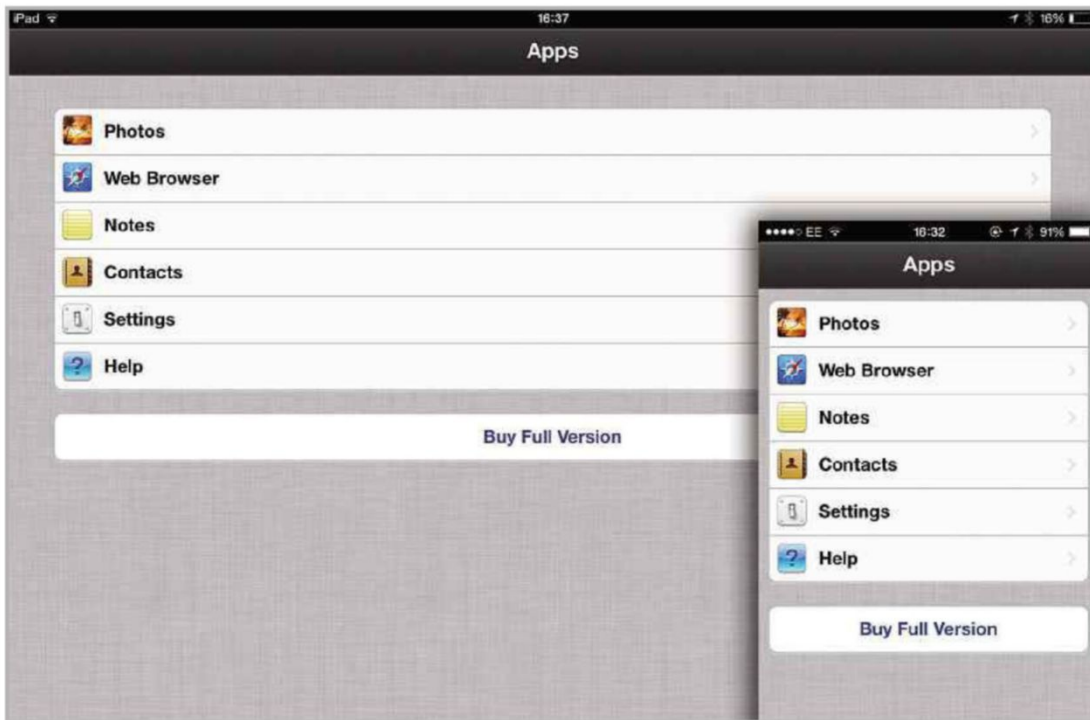 iPad 16:37 16%
Apps
Photos
Web Browser
Notes
Contacts
Settings
Help
Buy Full Version
EE 16:32 91%
Apps
Photos
Web Browser
Notes
Contacts
Settings
Help
Buy Full Version